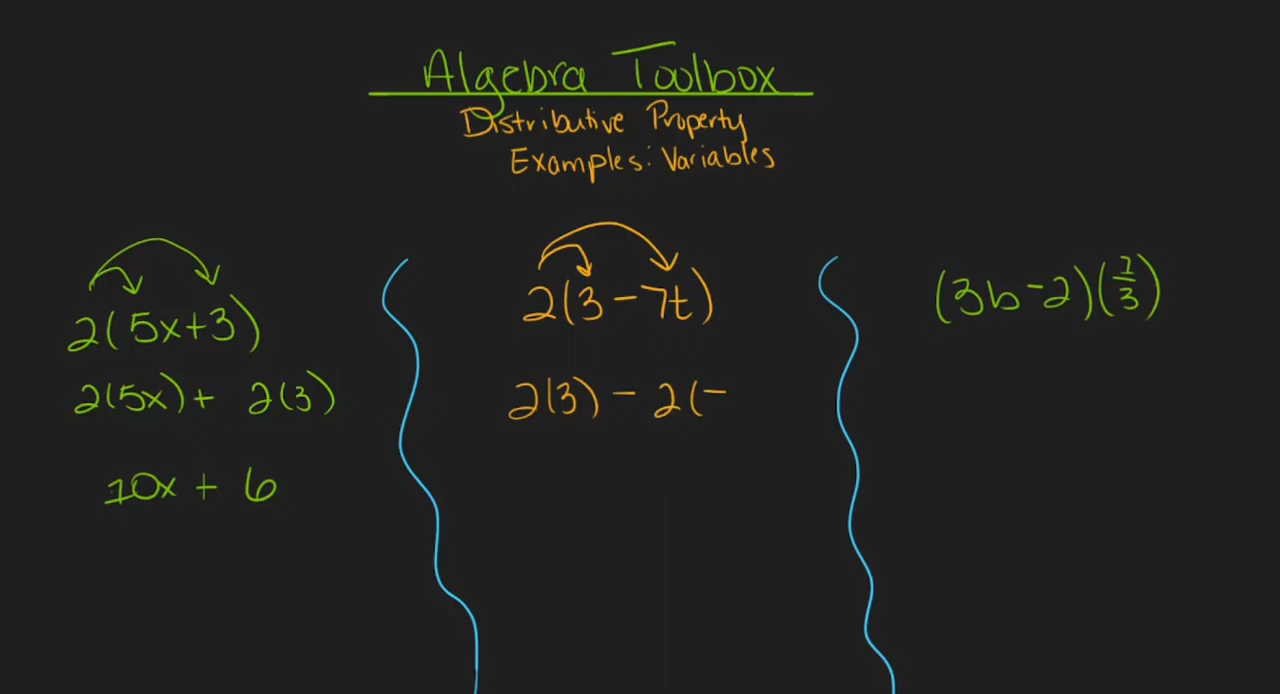 Algebra Toolbox
Distributive Property
Examples: Variables
2(5x+3)
2(5x) + 2(3)
10x + 6
2(3-7t)
2(3) - 2(-
(3b-2)(1/3)